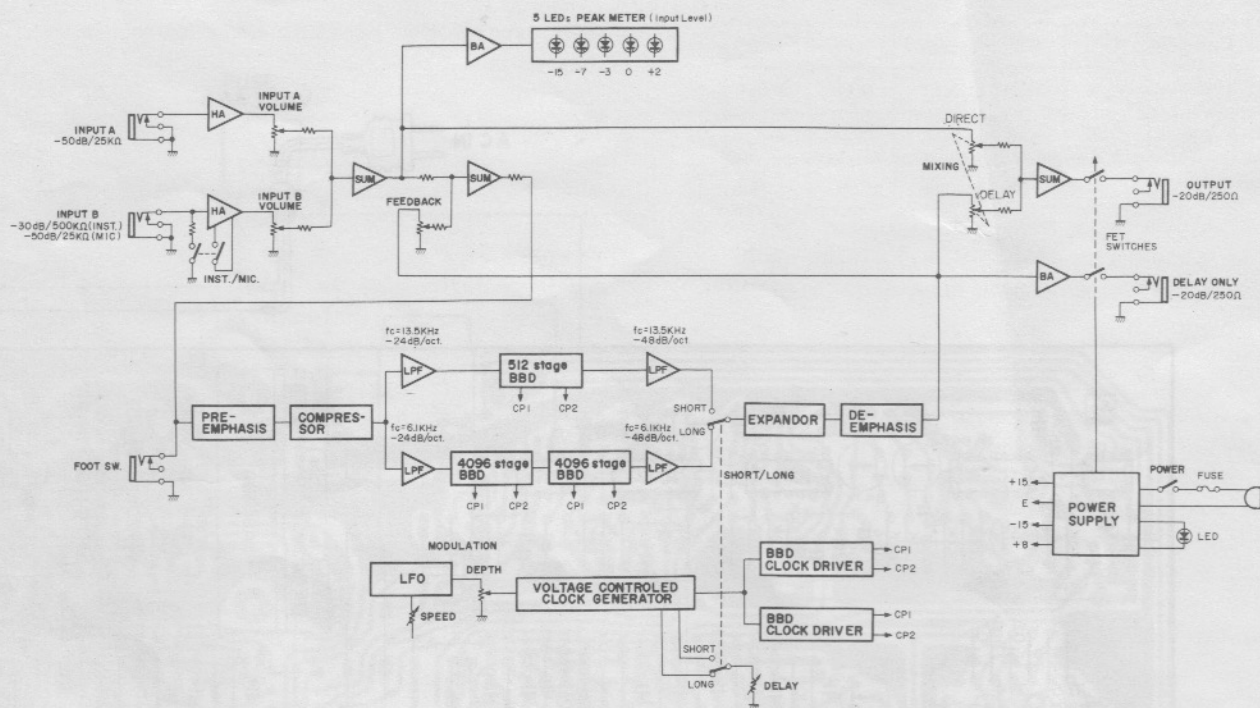 5 LEDs PEAK METER (Input Level)
BA
-15 -7 -3 0 +2
INPUT A
VOLUME
HA
INPUT A
-50dB/25KΩ
SUM
SUM
DIRECT
MIXING
DELAY
SUM
OUTPUT
-20dB/250Ω
INPUT B
VOLUME
HA
INPUT B
-30dB/500KΩ(INST.)
-50dB/25KΩ(MIC)
INST./MIC.
FEEDBACK
FET
SWITCHES
BA
DELAY ONLY
-20dB/250Ω
fc=13.5KHz
-24dB/oct.
LPF
512 stage
BBD
CP1 CP2
fc=13.5KHz
-48dB/oct
LPF
SHORT
LONG
PRE-
EMPHASIS
COMPRES-
SOR
EXPANDOR
DE-
EMPHASIS
fc=6.1KHz
-24dB/oct.
LPF
4096 stage
BBD
4096 stage
BBD
CP1 CP2 CP1 CP2
fc=6.1KHz
-48dB/oct.
LPF
FOOT SW.
SHORT/LONG
+15
E
-15
+8
POWER
SUPPLY
POWER
FUSE
LED
MODULATION
LFO
DEPTH
SPEED
VOLTAGE CONTROLED
CLOCK GENERATOR
BBD
CLOCK DRIVER
CP1
CP2
BBD
CLOCK DRIVER
CP1
CP2
SHORT
LONG
DELAY